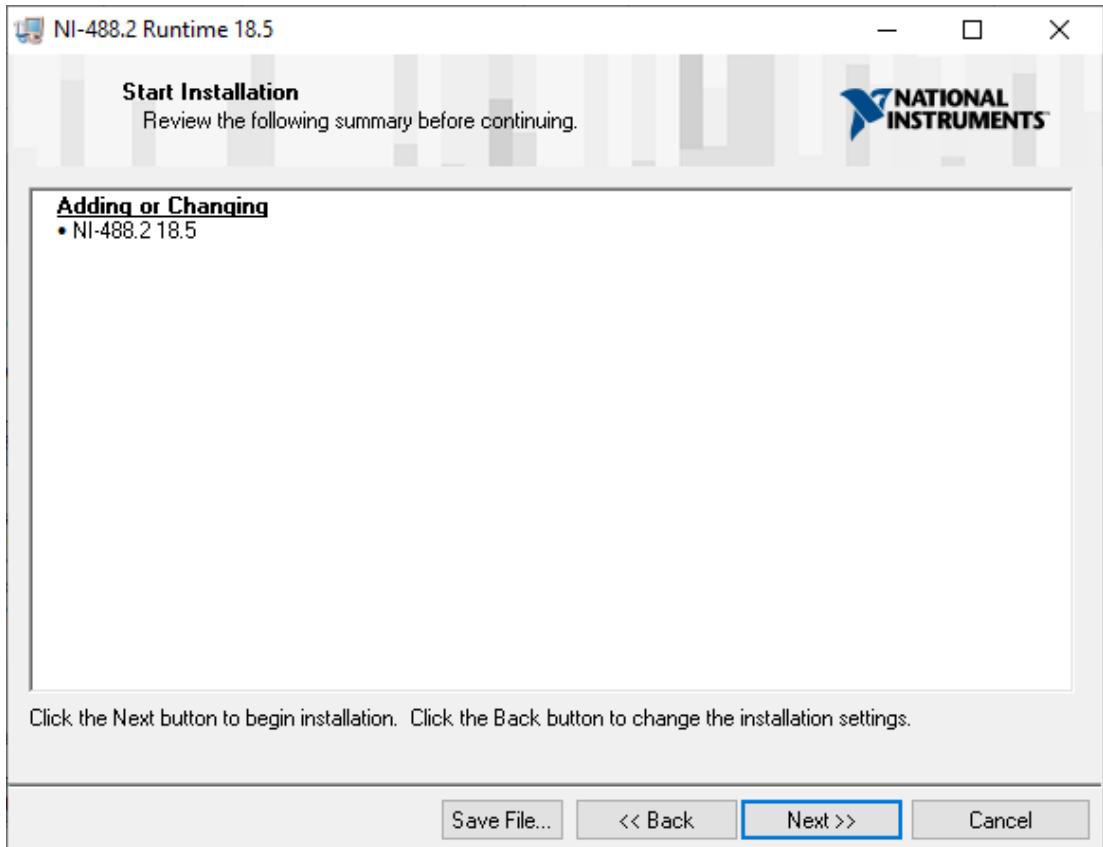 NI-488.2 Runtime 18.5
Start Installation
Review the following summary before continuing.
NATIONAL
INSTRUMENTS™
Adding or Changing
• NI-488.2 18.5
Click the Next button to begin installation.  Click the Back button to change the installation settings.
Save File...
<< Back
Next >>
Cancel